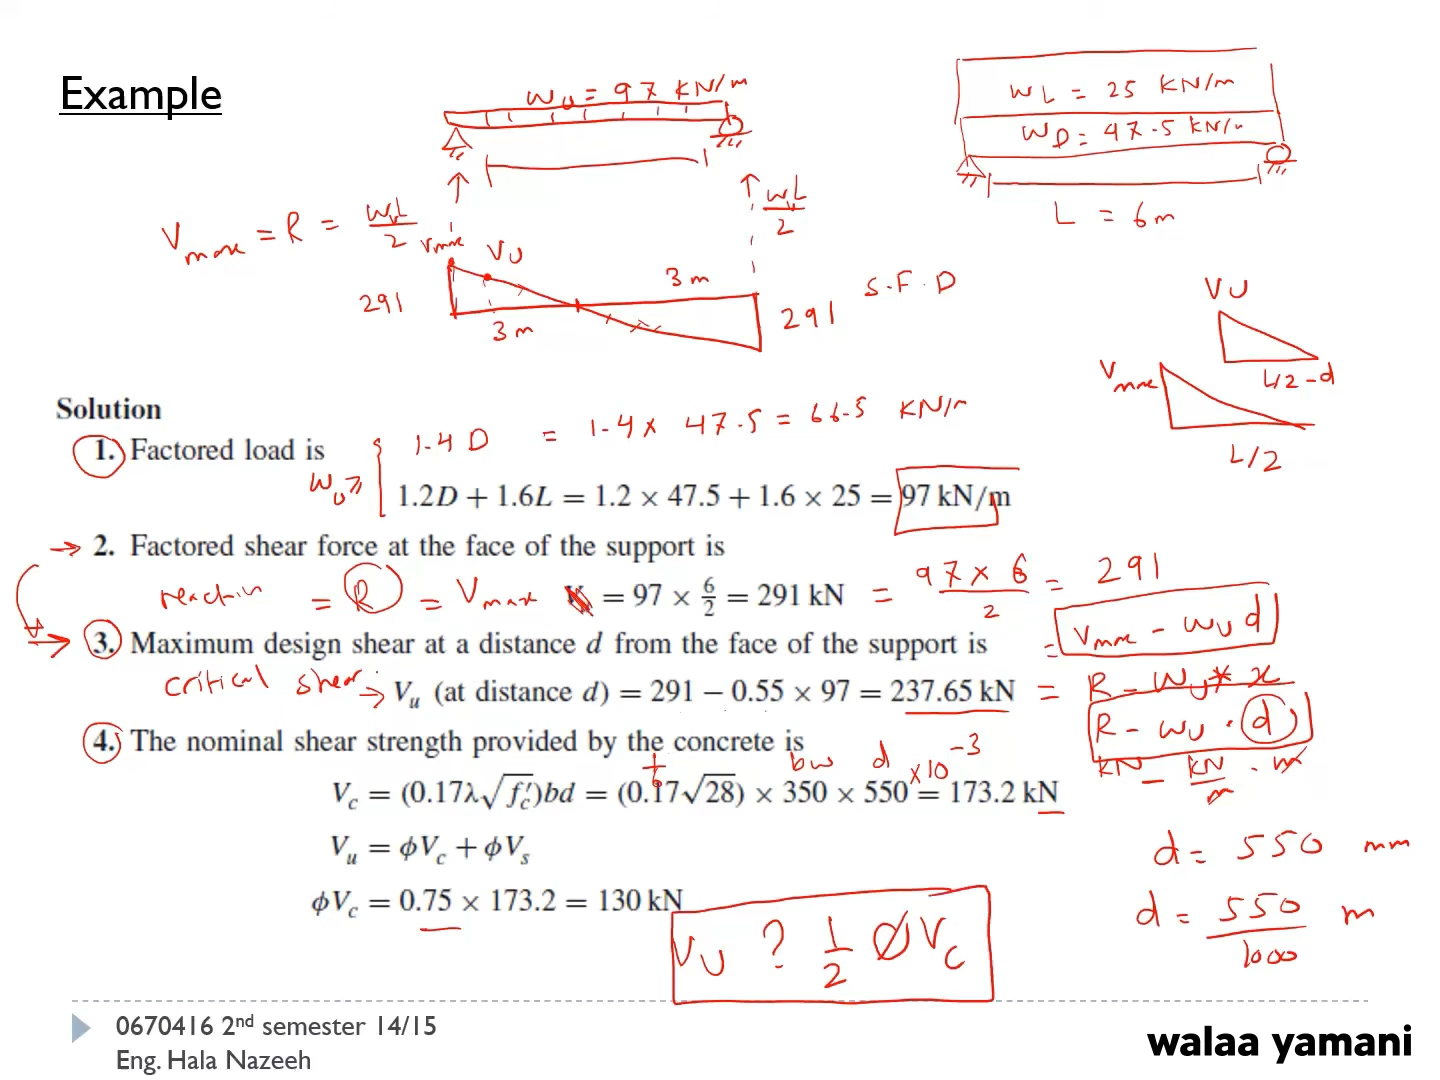 Example
Wu = 97 KN/m
WL = 25 KN/m
WD = 47.5 KN/m
L = 6m
Vmax = R = WuL/2
WuL/2
Vmax
VU
291
3m
3m
291
S.F.D
VU
L/2-d
Vmax
L/2
Solution
1. Factored load is
1.4 D = 1.4 x 47.5 = 66.5 KN/m
Wu ≥
1.2D + 1.6L = 1.2 × 47.5 + 1.6 × 25 = 97 kN/m
→ 2. Factored shear force at the face of the support is
reaction = R = Vmax = 97 × 6/2 = 291 kN = 97 x 6/2 = 291
3. Maximum design shear at a distance d from the face of the support is
= Vmax - Wu d
critical shear → Vu (at distance d) = 291 − 0.55 × 97 = 237.65 kN = R - Wu * x
R - Wu . d
KN - KN/m . m
4. The nominal shear strength provided by the concrete is
1/6 bw d x10-3
Vc = (0.17λ√f′c)bd = (0.17√28) × 350 × 550 = 173.2 kN
Vu = ϕVc + ϕVs
ϕVc = 0.75 × 173.2 = 130 kN
d = 550 mm
d = 550/1000 m
VU ? 1/2 ØVc
0670416 2nd semester 14/15
Eng. Hala Nazeeh
walaa yamani